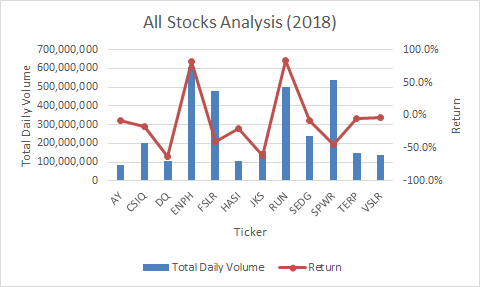 All Stocks Analysis (2018)
700,000,000
600,000,000
500,000,000
400,000,000
300,000,000
200,000,000
100,000,000
0
Total Daily Volume
100.0%
50.0%
0.0%
-50.0%
-100.0%
Return
AY
CSIQ
DQ
ENPH
FSLR
HASI
JKS
RUN
SEDG
SPWR
TERP
VSLR
Ticker
Total Daily Volume
Return